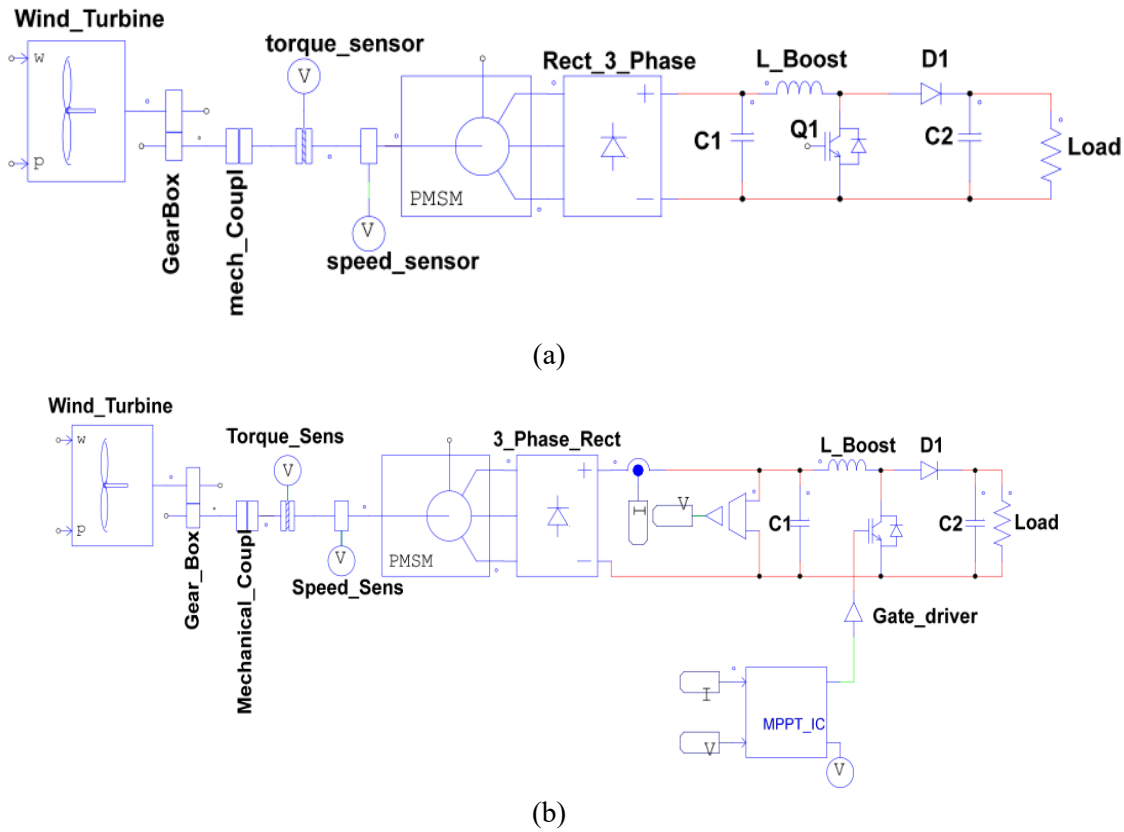 Wind_Turbine
w
p
GearBox
mech_Coupl
torque_sensor
V
V
speed_sensor
PMSM
Rect_3_Phase
+
−
C1
L_Boost
Q1
D1
C2
Load
(a)
Wind_Turbine
w
p
Gear_Box
Mechanical_Coupl
Torque_Sens
V
V
Speed_Sens
PMSM
3_Phase_Rect
+
−
I
V
C1
L_Boost
D1
C2
Load
Gate_driver
I
V
MPPT_IC
V
(b)